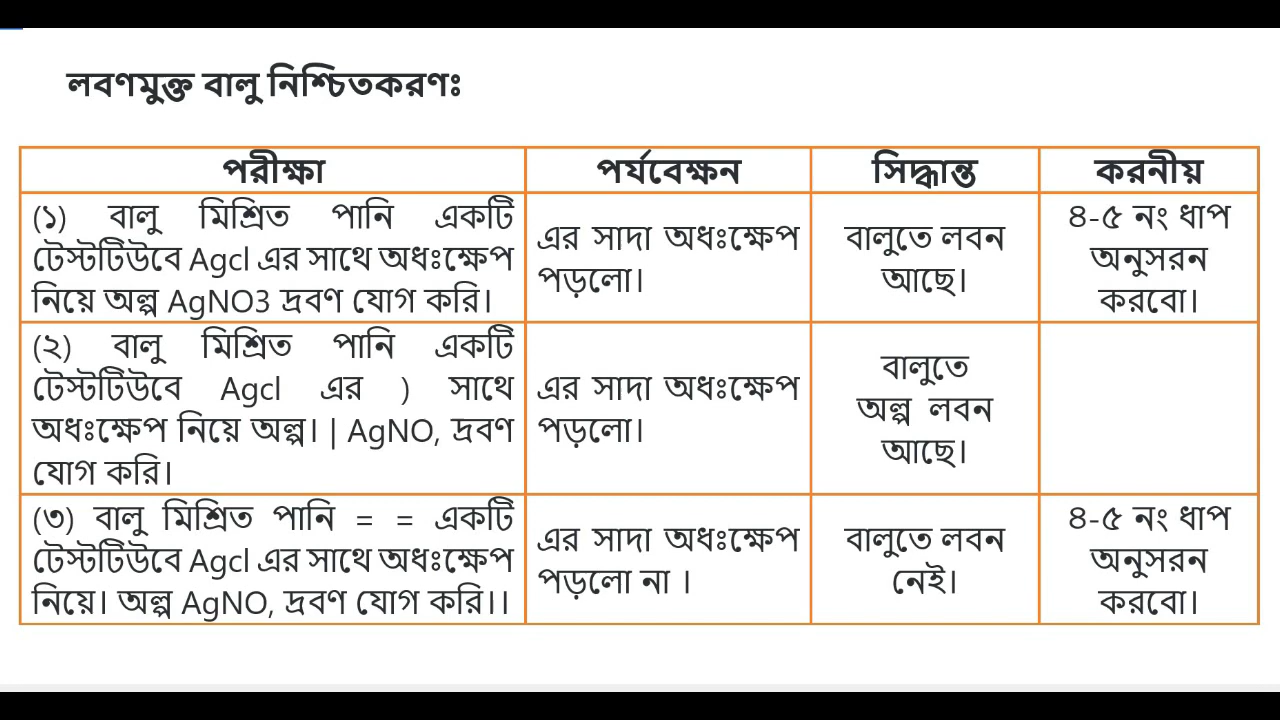 লবণমুক্ত বালু নিশ্চিতকরণঃ
পরীক্ষা
পর্যবেক্ষন
সিদ্ধান্ত
করনীয়
(১) বালু মিশ্রিত পানি একটি
টেস্টটিউবে Agcl এর সাথে অধঃক্ষেপ
নিয়ে অল্প AgNO3 দ্রবণ যোগ করি।
এর সাদা অধঃক্ষেপ
পড়লো।
বালুতে লবন
আছে।
৪-৫ নং ধাপ
অনুসরন
করবো।
(২) বালু মিশ্রিত পানি একটি
টেস্টটিউবে Agcl এর ) সাথে
অধঃক্ষেপ নিয়ে অল্প। | AgNO, দ্রবণ
যোগ করি।
এর সাদা অধঃক্ষেপ
পড়লো।
বালুতে
অল্প লবন
আছে।
(৩) বালু মিশ্রিত পানি = = একটি
টেস্টটিউবে Agcl এর সাথে অধঃক্ষেপ
নিয়ে। অল্প AgNO, দ্রবণ যোগ করি।।
এর সাদা অধঃক্ষেপ
পড়লো না ।
বালুতে লবন
নেই।
৪-৫ নং ধাপ
অনুসরন
করবো।